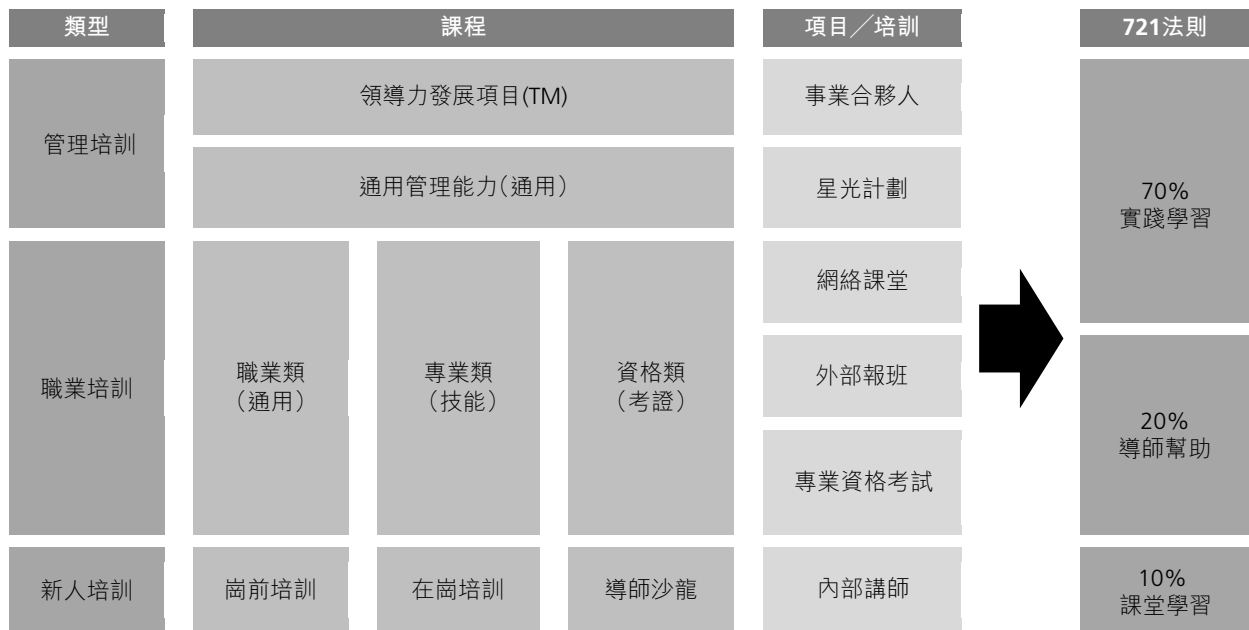 類型
課程
項目／培訓
721法則
管理培訓
領導力發展項目(TM)
通用管理能力（通用）
事業合夥人
星光計劃
70%
實踐學習
職業培訓
職業類
（通用）
專業類
（技能）
資格類
（考證）
網絡課堂
外部報班
專業資格考試
20%
導師幫助
新人培訓
崗前培訓
在崗培訓
導師沙龍
內部講師
10%
課堂學習